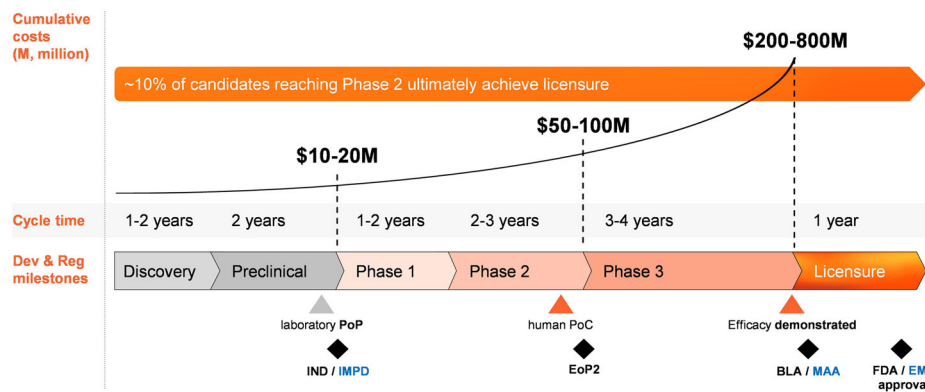 Cumulative
costs
(M, million)
$200-800M
~10% of candidates reaching Phase 2 ultimately achieve licensure
$50-100M
$10-20M
Cycle time
1-2 years
2 years
1-2 years
2-3 years
3-4 years
1 year
Dev & Reg
milestones
Discovery
Preclinical
Phase 1
Phase 2
Phase 3
Licensure
laboratory PoP
human PoC
Efficacy demonstrated
IND / IMPD
EoP2
BLA / MAA
FDA / EM
approva